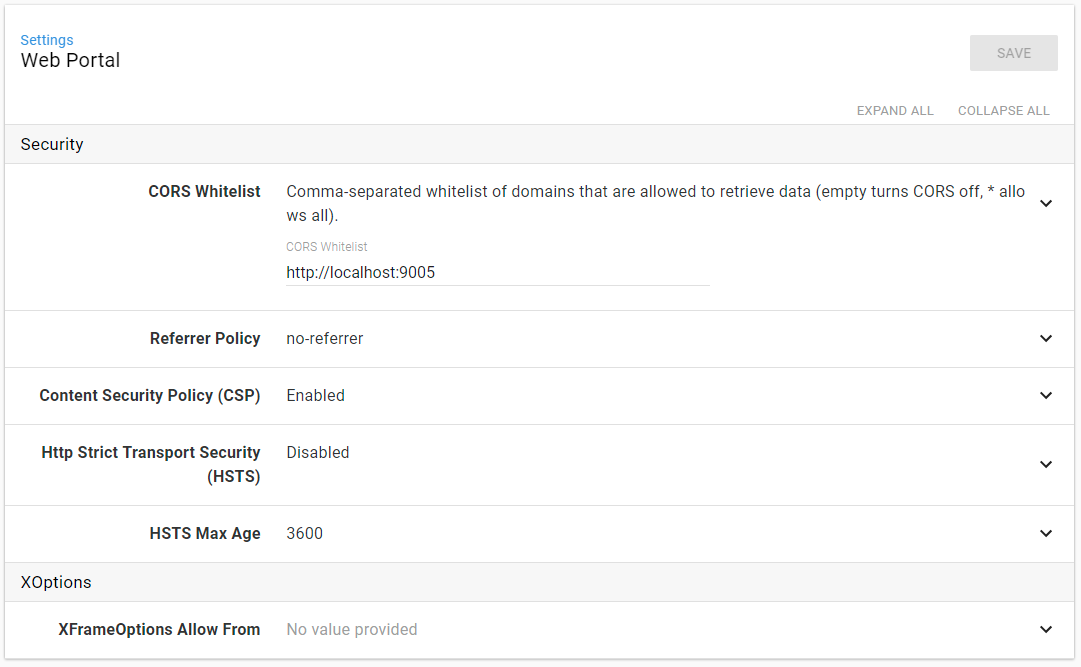 Settings
Web Portal
SAVE
EXPAND ALL COLLAPSE ALL
Security
CORS Whitelist Comma-separated whitelist of domains that are allowed to retrieve data (empty turns CORS off, * allo
ws all).
CORS Whitelist
http://localhost:9005
Referrer Policy no-referrer
Content Security Policy (CSP) Enabled
Http Strict Transport Security Disabled
(HSTS)
HSTS Max Age 3600
XOptions
XFrameOptions Allow From No value provided